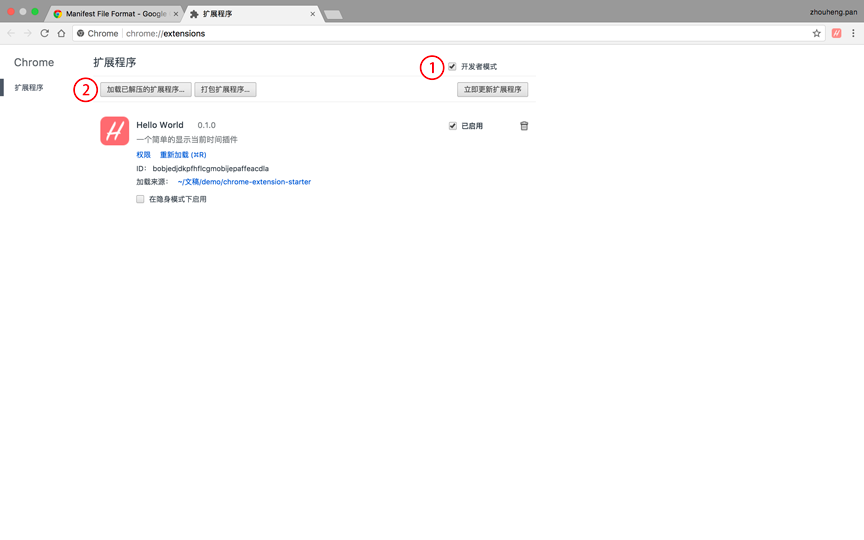 Manifest File Format - Google
扩展程序
zhouheng.pan
Chrome
chrome://extensions
Chrome
扩展程序
扩展程序
1
开发者模式
2
加载已解压的扩展程序...
打包扩展程序...
立即更新扩展程序
Hello World 0.1.0
已启用
一个简单的显示当前时间插件
权限 重新加载 (⌘R)
ID: bobjedjdkpfhflcgmobijepaffeacdla
加载来源: ~/文稿/demo/chrome-extension-starter
在隐身模式下启用